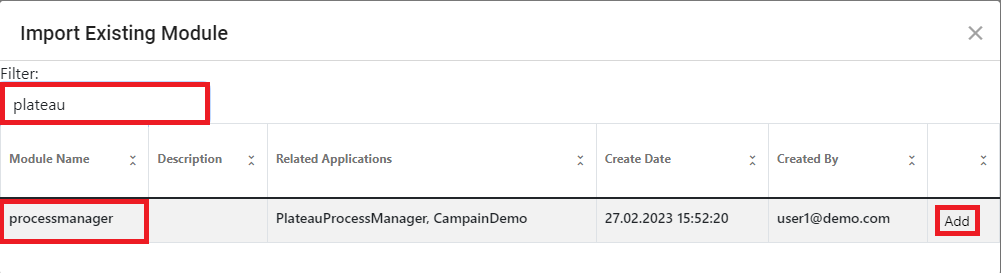 Import Existing Module
Filter:
plateau
Module Name Description Related Applications Create Date Created By
processmanager PlateauProcessManager, CampainDemo 27.02.2023 15:52:20 user1@demo.com Add